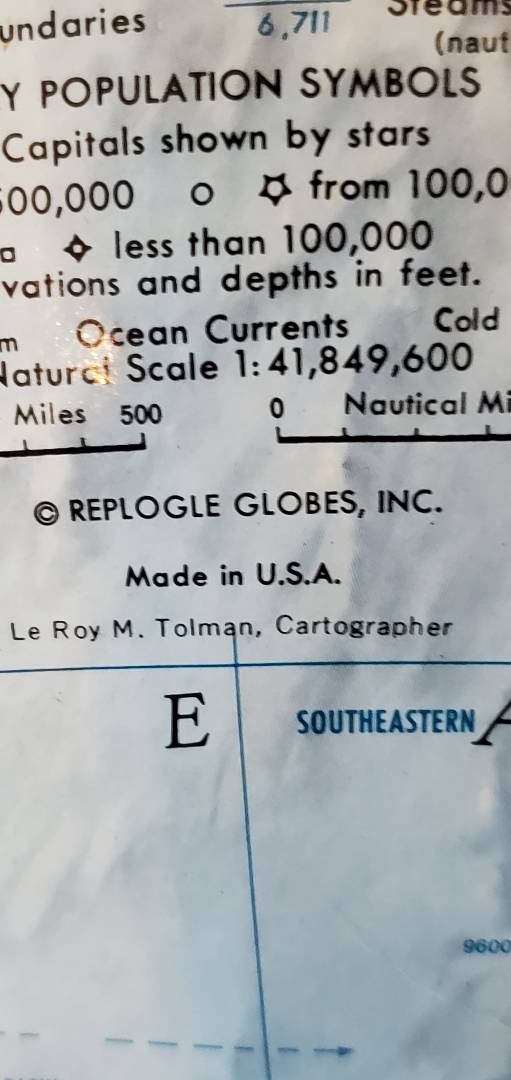 undaries 6,711 Steams
(naut
Y POPULATION SYMBOLS
Capitals shown by stars
500,000 from 100,0
less than 100,000
vations and depths in feet.
m Ocean Currents Cold
Natural Scale 1:41,849,600
Miles 500 0 Nautical Mi
© REPLOGLE GLOBES, INC.
Made in U.S.A.
Le Roy M. Tolman, Cartographer
E SOUTHEASTERN A
9600